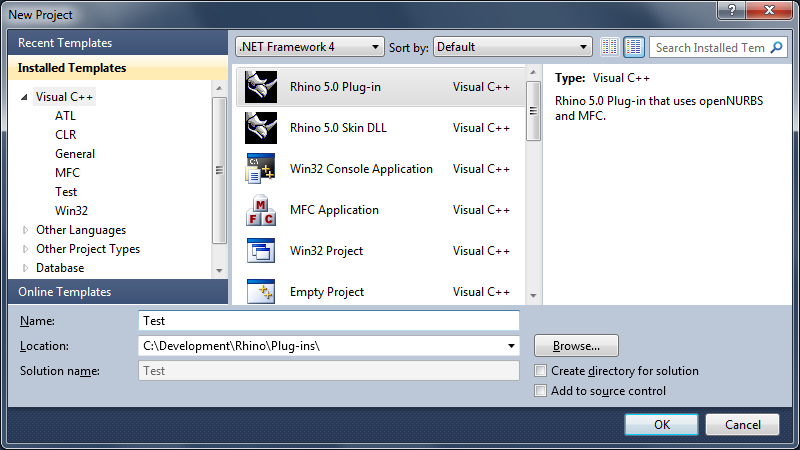 New Project
Recent Templates
.NET Framework 4 Sort by: Default Search Installed Tem
Installed Templates
Visual C++
ATL
CLR
General
MFC
Test
Win32
Other Languages
Other Project Types
Database
Online Templates
Rhino 5.0 Plug-in Visual C++
Rhino 5.0 Skin DLL Visual C++
C:\
Win32 Console Application Visual C++
M
F C
MFC Application Visual C++
Win32 Project Visual C++
Empty Project Visual C++
Type: Visual C++
Rhino 5.0 Plug-in that uses openNURBS
and MFC.
Name: Test
Location: C:\Development\Rhino\Plug-ins\ Browse...
Solution name: Test
Create directory for solution
Add to source control
OK Cancel